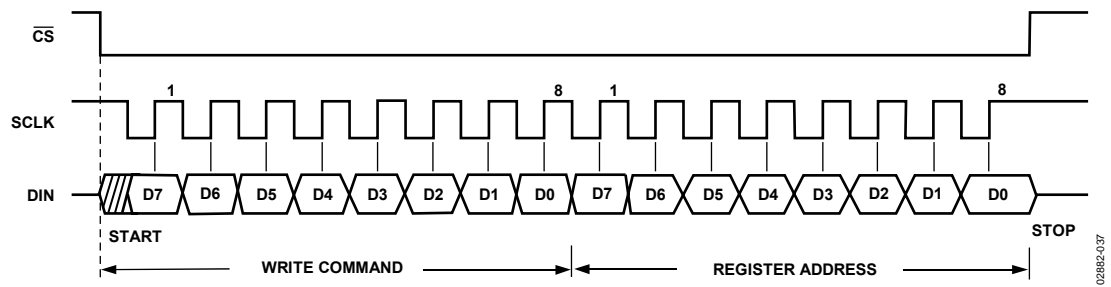 CS
1 8 1 8
SCLK
DIN D7 D6 D5 D4 D3 D2 D1 D0 D7 D6 D5 D4 D3 D2 D1 D0
START STOP
WRITE COMMAND REGISTER ADDRESS
02882-037